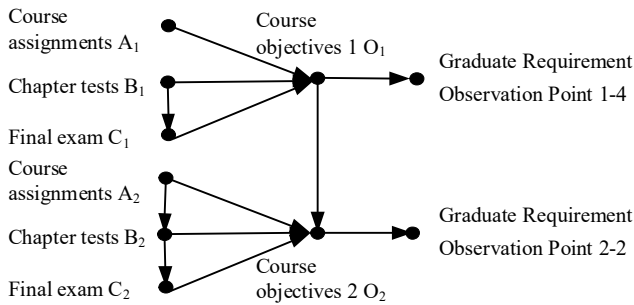 Course
assignments A₁
Course
objectives 1 O₁
Graduate Requirement
Observation Point 1-4
Chapter tests B₁
Final exam C₁
Course
assignments A₂
Chapter tests B₂
Graduate Requirement
Observation Point 2-2
Final exam C₂
Course
objectives 2 O₂